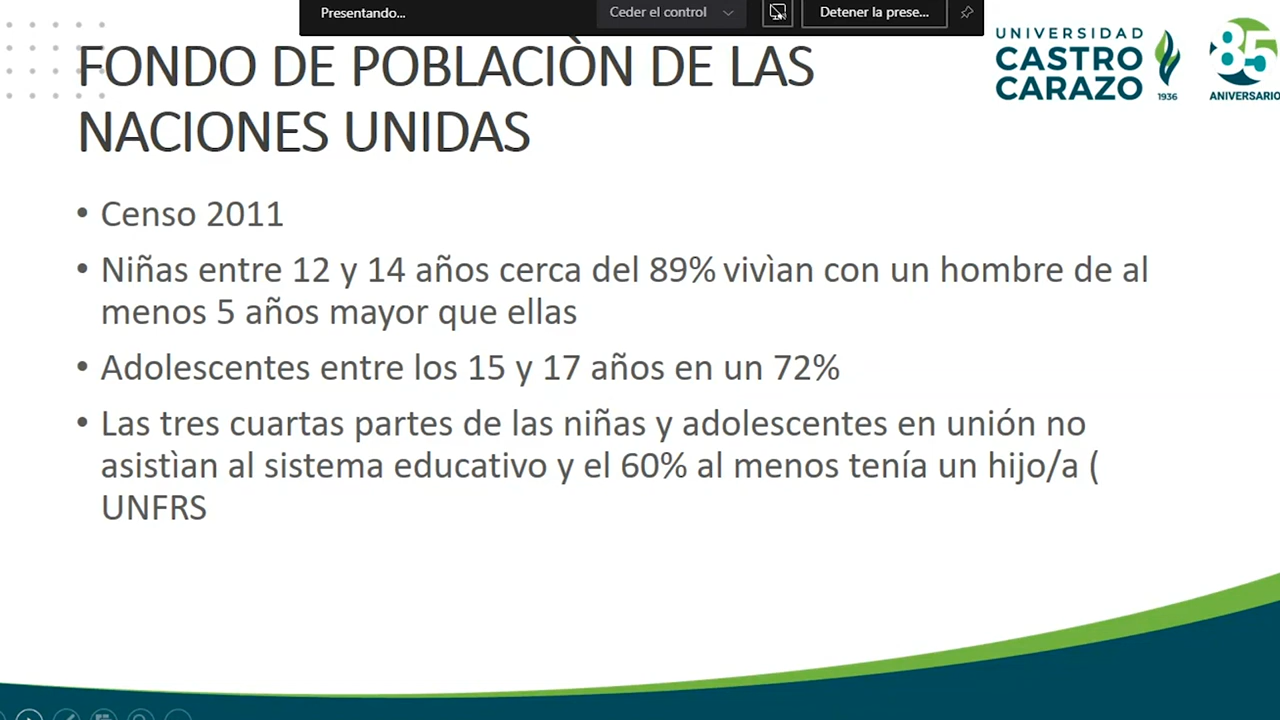 Presentando...
Ceder el control
Detener la prese...
FONDO DE POBLACIÒN DE LAS
NACIONES UNIDAS
UNIVERSIDAD
CASTRO
CARAZO
1936
85
ANIVERSARIO
• Censo 2011
• Niñas entre 12 y 14 años cerca del 89% vivìan con un hombre de al
menos 5 años mayor que ellas
• Adolescentes entre los 15 y 17 años en un 72%
• Las tres cuartas partes de las niñas y adolescentes en unión no
asistìan al sistema educativo y el 60% al menos tenía un hijo/a (
UNFRS